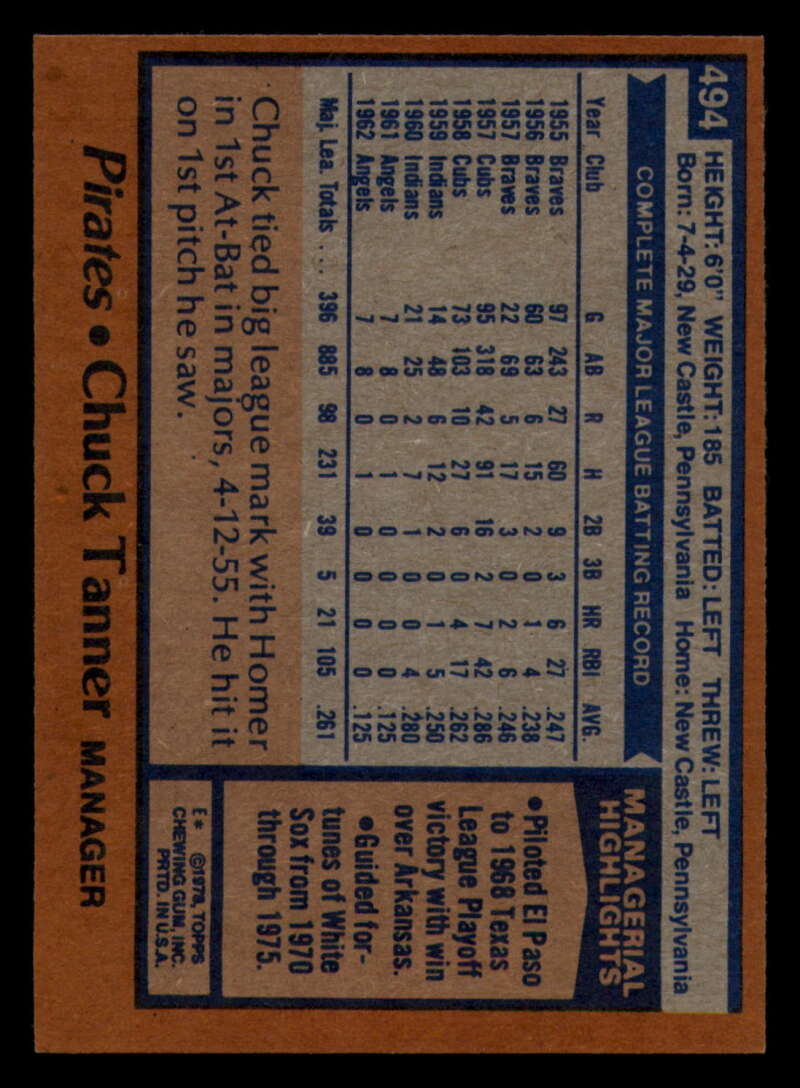 494
HEIGHT: 6'0" WEIGHT: 185 BATTED: LEFT THREW: LEFT
Born: 7-4-29, New Castle, Pennsylvania Home: New Castle, Pennsylvania
COMPLETE MAJOR LEAGUE BATTING RECORD
Year Club G AB R H 2B 3B HR RBI AVG.
1955 Braves 97 243 27 60 9 3 6 27 .247
1956 Braves 60 63 6 15 2 0 1 4 .238
1957 Braves 22 69 5 17 3 0 2 6 .246
1957 Cubs 95 318 42 91 16 2 7 42 .286
1958 Cubs 73 103 10 27 6 0 4 17 .262
1959 Indians 14 48 6 12 2 0 1 5 .250
1960 Indians 21 25 2 7 1 0 0 4 .280
1961 Angels 7 8 0 1 0 0 0 0 .125
1962 Angels 7 8 0 1 0 0 0 0 .125
Maj. Lea. Totals ... 396 885 98 231 39 5 21 105 .261
Chuck tied big league mark with Homer
in 1st At-Bat in majors, 4-12-55. He hit it
on 1st pitch he saw.
MANAGERIAL
HIGHLIGHTS
•Piloted El Paso
to 1968 Texas
League Playoff
victory with win
over Arkansas.
•Guided for-
tunes of White
Sox from 1970
through 1975.
E* ©1978, TOPPS
CHEWING GUM, INC.
PRTD. IN U.S.A.
Pirates • Chuck Tanner MANAGER